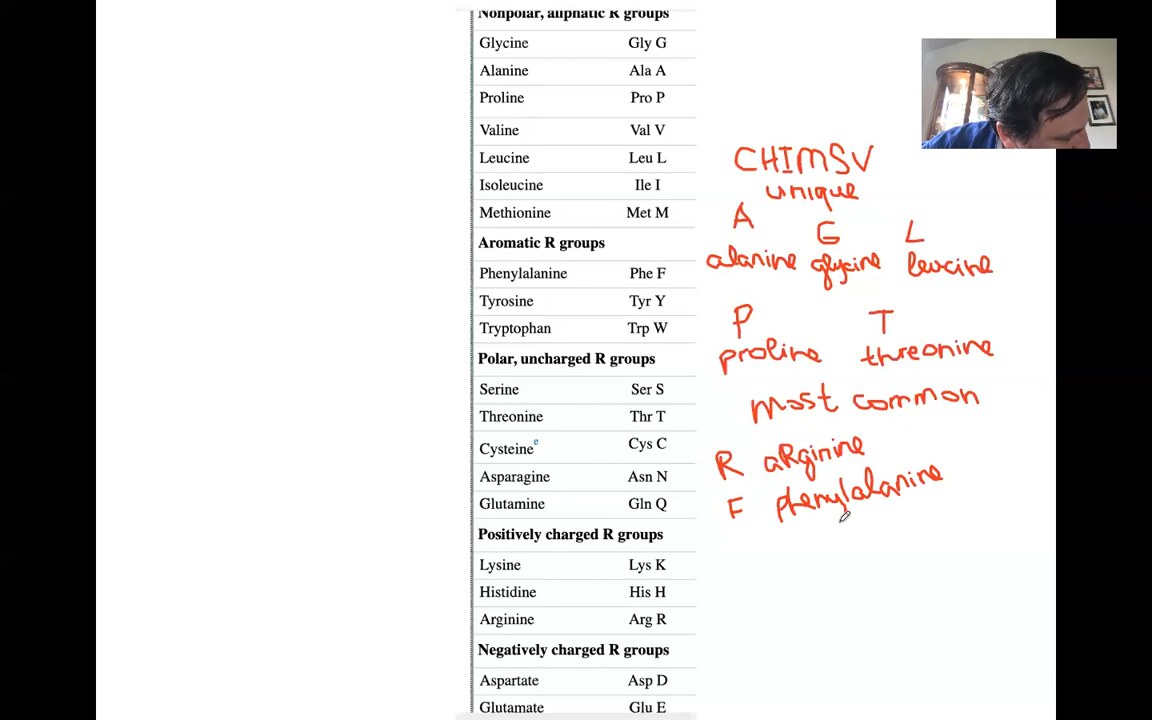 Nonpolar, aliphatic R groups
Glycine Gly G
Alanine Ala A
Proline Pro P
Valine Val V
Leucine Leu L
Isoleucine Ile I
Methionine Met M
Aromatic R groups
Phenylalanine Phe F
Tyrosine Tyr Y
Tryptophan Trp W
Polar, uncharged R groups
Serine Ser S
Threonine Thr T
Cysteine e Cys C
Asparagine Asn N
Glutamine Gln Q
Positively charged R groups
Lysine Lys K
Histidine His H
Arginine Arg R
Negatively charged R groups
Aspartate Asp D
Glutamate Glu E
CHIMSV
unique
A G L
alanine glycine leucine
P T
proline threonine
most common
R aRginine
F phenylalanine